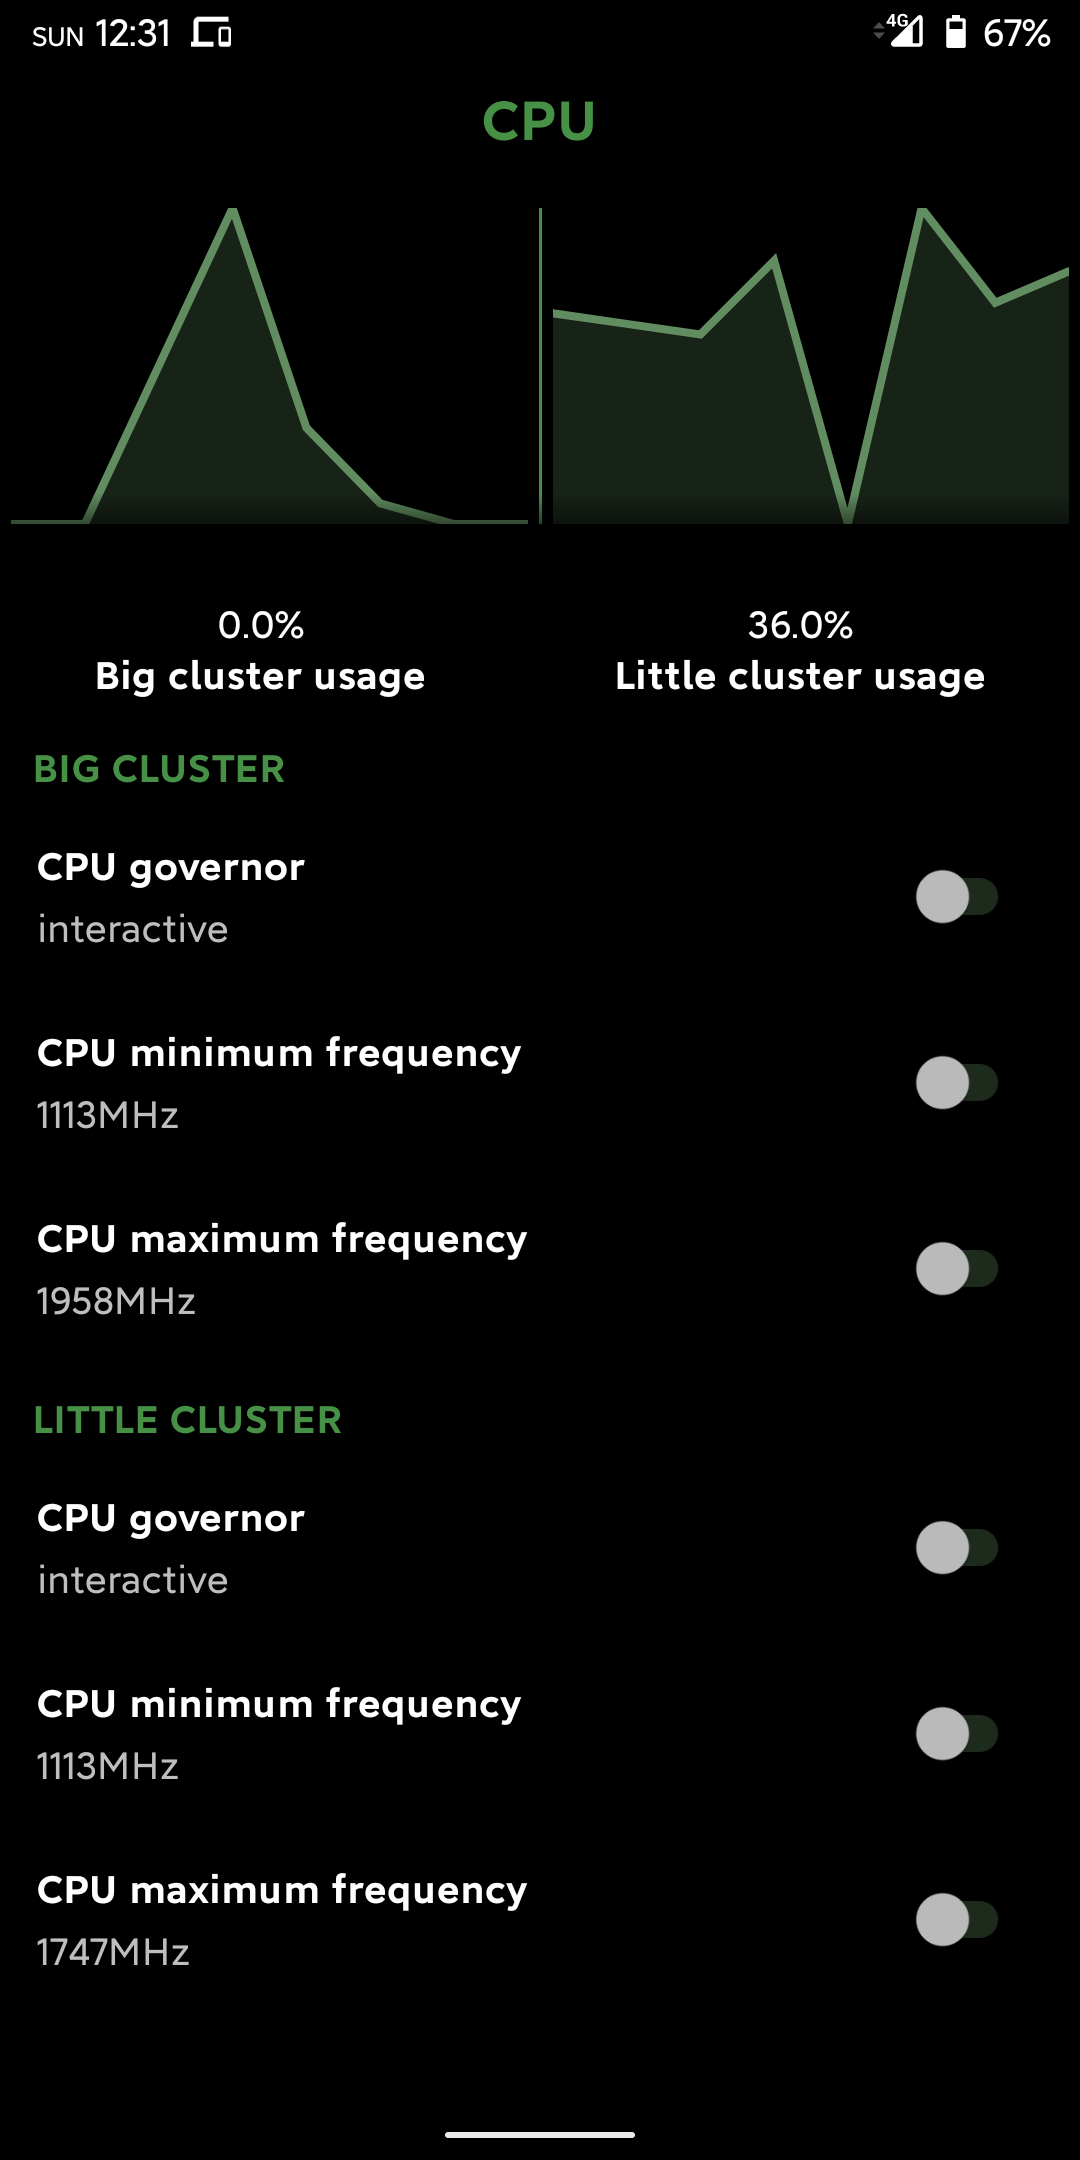 SUN 12:31 4G 67%
CPU
0.0% 36.0%
Big cluster usage Little cluster usage
BIG CLUSTER
CPU governor
interactive
CPU minimum frequency
1113MHz
CPU maximum frequency
1958MHz
LITTLE CLUSTER
CPU governor
interactive
CPU minimum frequency
1113MHz
CPU maximum frequency
1747MHz